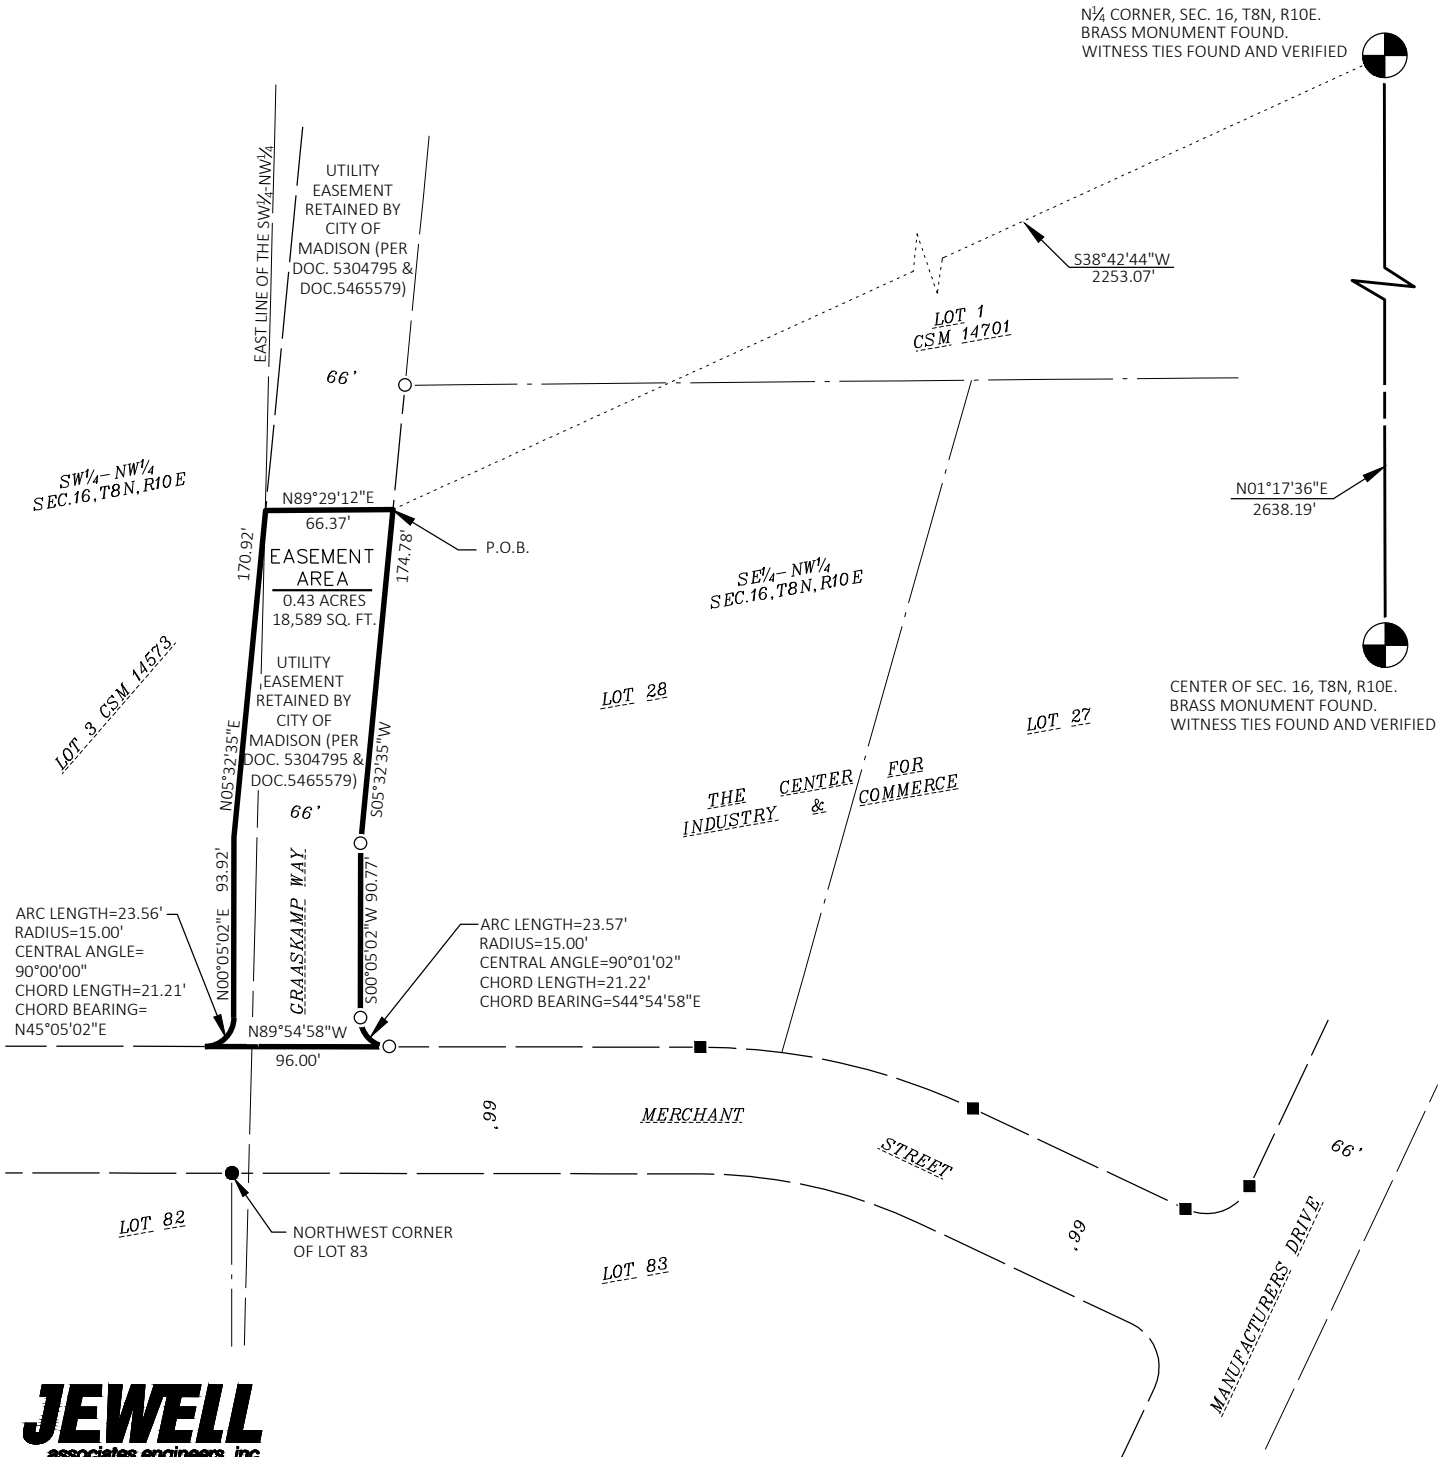 N¼ CORNER, SEC. 16, T8N, R10E.
BRASS MONUMENT FOUND.
WITNESS TIES FOUND AND VERIFIED
EAST LINE OF THE SW¼-NW¼
UTILITY
EASEMENT
RETAINED BY
CITY OF
MADISON (PER
DOC. 5304795 &
DOC.5465579)
S38°42'44"W
2253.07'
LOT 1
CSM 14701
66'
SW¼-NW¼
SEC.16,T8N,R10E
N89°29'12"E
66.37'
N01°17'36"E
2638.19'
P.O.B.
170.92'
174.78'
EASEMENT
AREA
0.43 ACRES
18,589 SQ. FT.
SE¼-NW¼
SEC.16,T8N,R10E
LOT 3 CSM 14573
UTILITY
EASEMENT
RETAINED BY
CITY OF
MADISON (PER
DOC. 5304795 &
DOC.5465579)
66'
N05°32'35"E
S05°32'35"W
LOT 28
LOT 27
CENTER OF SEC. 16, T8N, R10E.
BRASS MONUMENT FOUND.
WITNESS TIES FOUND AND VERIFIED
THE CENTER FOR
INDUSTRY & COMMERCE
N00°05'02"E 93.92'
GRAASKAMP WAY
S00°05'02"W 90.77'
ARC LENGTH=23.56'
RADIUS=15.00'
CENTRAL ANGLE=
90°00'00"
CHORD LENGTH=21.21'
CHORD BEARING=
N45°05'02"E
ARC LENGTH=23.57'
RADIUS=15.00'
CENTRAL ANGLE=90°01'02"
CHORD LENGTH=21.22'
CHORD BEARING=S44°54'58"E
N89°54'58"W
96.00'
66'
MERCHANT
STREET
66'
66'
MANUFACTURERS DRIVE
LOT 82
NORTHWEST CORNER
OF LOT 83
LOT 83
JEWELL
associates engineers, inc.